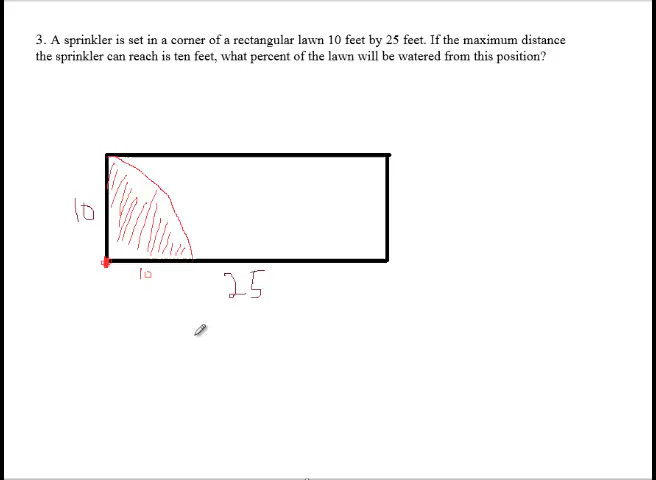 3. A sprinkler is set in a corner of a rectangular lawn 10 feet by 25 feet. If the maximum distance
the sprinkler can reach is ten feet, what percent of the lawn will be watered from this position?
10
10
25